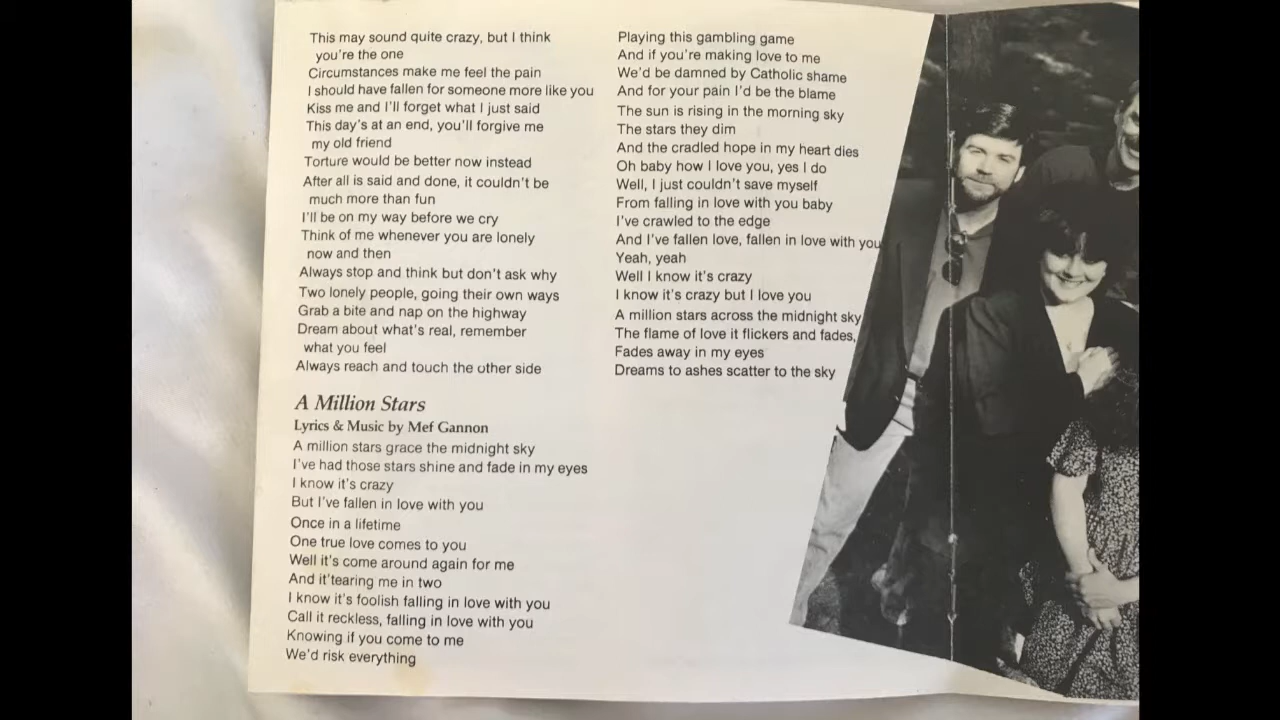 This may sound quite crazy, but I think
you're the one
Circumstances make me feel the pain
I should have fallen for someone more like you
Kiss me and I'll forget what I just said
This day's at an end, you'll forgive me
my old friend
Torture would be better now instead
After all is said and done, it couldn't be
much more than fun
I'll be on my way before we cry
Think of me whenever you are lonely
now and then
Always stop and think but don't ask why
Two lonely people, going their own ways
Grab a bite and nap on the highway
Dream about what's real, remember
what you feel
Always reach and touch the other side
A Million Stars
Lyrics & Music by Mef Gannon
A million stars grace the midnight sky
I've had those stars shine and fade in my eyes
I know it's crazy
But I've fallen in love with you
Once in a lifetime
One true love comes to you
Well it's come around again for me
And it'tearing me in two
I know it's foolish falling in love with you
Call it reckless, falling in love with you
Knowing if you come to me
We'd risk everything
Playing this gambling game
And if you're making love to me
We'd be damned by Catholic shame
And for your pain I'd be the blame
The sun is rising in the morning sky
The stars they dim
And the cradled hope in my heart dies
Oh baby how I love you, yes I do
Well, I just couldn't save myself
From falling in love with you baby
I've crawled to the edge
And I've fallen love, fallen in love with you
Yeah, yeah
Well I know it's crazy
I know it's crazy but I love you
A million stars across the midnight sky
The flame of love it flickers and fades,
Fades away in my eyes
Dreams to ashes scatter to the sky